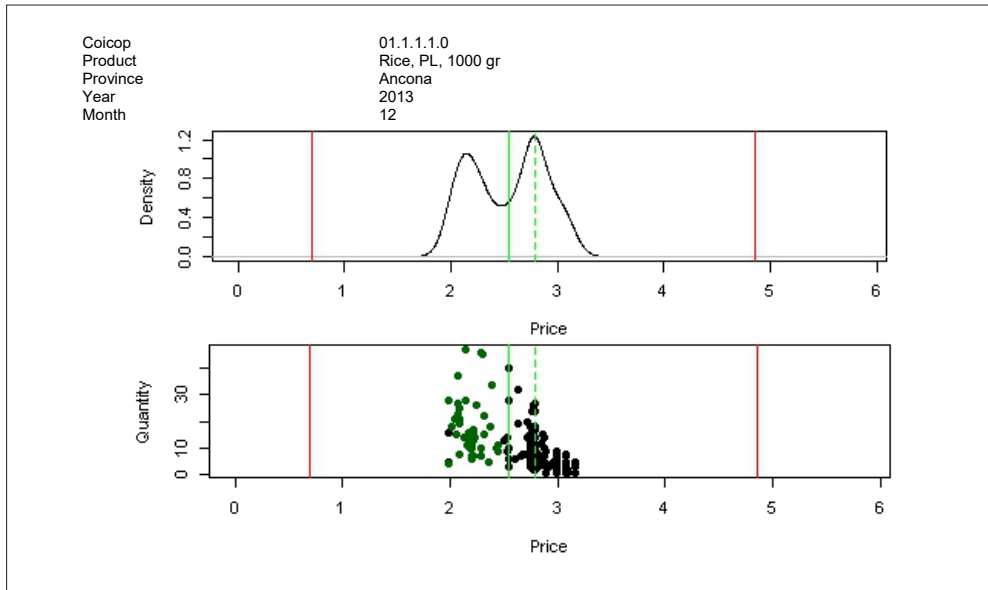 Coicop 01.1.1.1.0
Product Rice, PL, 1000 gr
Province Ancona
Year 2013
Month 12
Density
1.2
0.8
0.4
0.0
0 1 2 3 4 5 6
Price
Quantity
30
10
0
0 1 2 3 4 5 6
Price